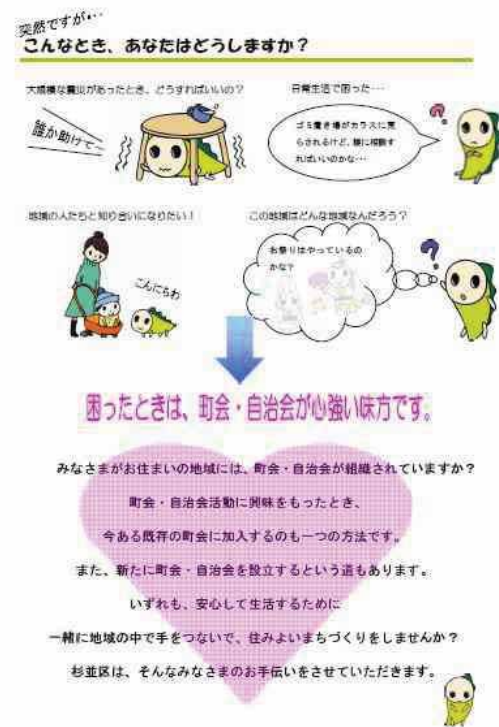 突然ですが・・・
こんなとき、あなたはどうしますか？
大規模な震災があったとき、どうすればいいの？
日常生活で困った・・・
誰か助けて～
ゴミ置き場がカラスに荒
らされるけど、誰に相談す
ればいいのかな・・・
地域の人たちと知り合いになりたい！
この地域はどんな地域なんだろう？
お祭りはやっているの
かな？
こんにちわ
困ったときは、町会・自治会が心強い味方です。
みなさまがお住まいの地域には、町会・自治会が組織されていますか？
町会・自治会活動に興味をもったとき、
今ある既存の町会に加入するのも一つの方法です。
また、新たに町会・自治会を設立するという道もあります。
いずれも、安心して生活するために
一緒に地域の中で手をつないで、住みよいまちづくりをしませんか？
杉並区は、そんなみなさまのお手伝いをさせていただきます。